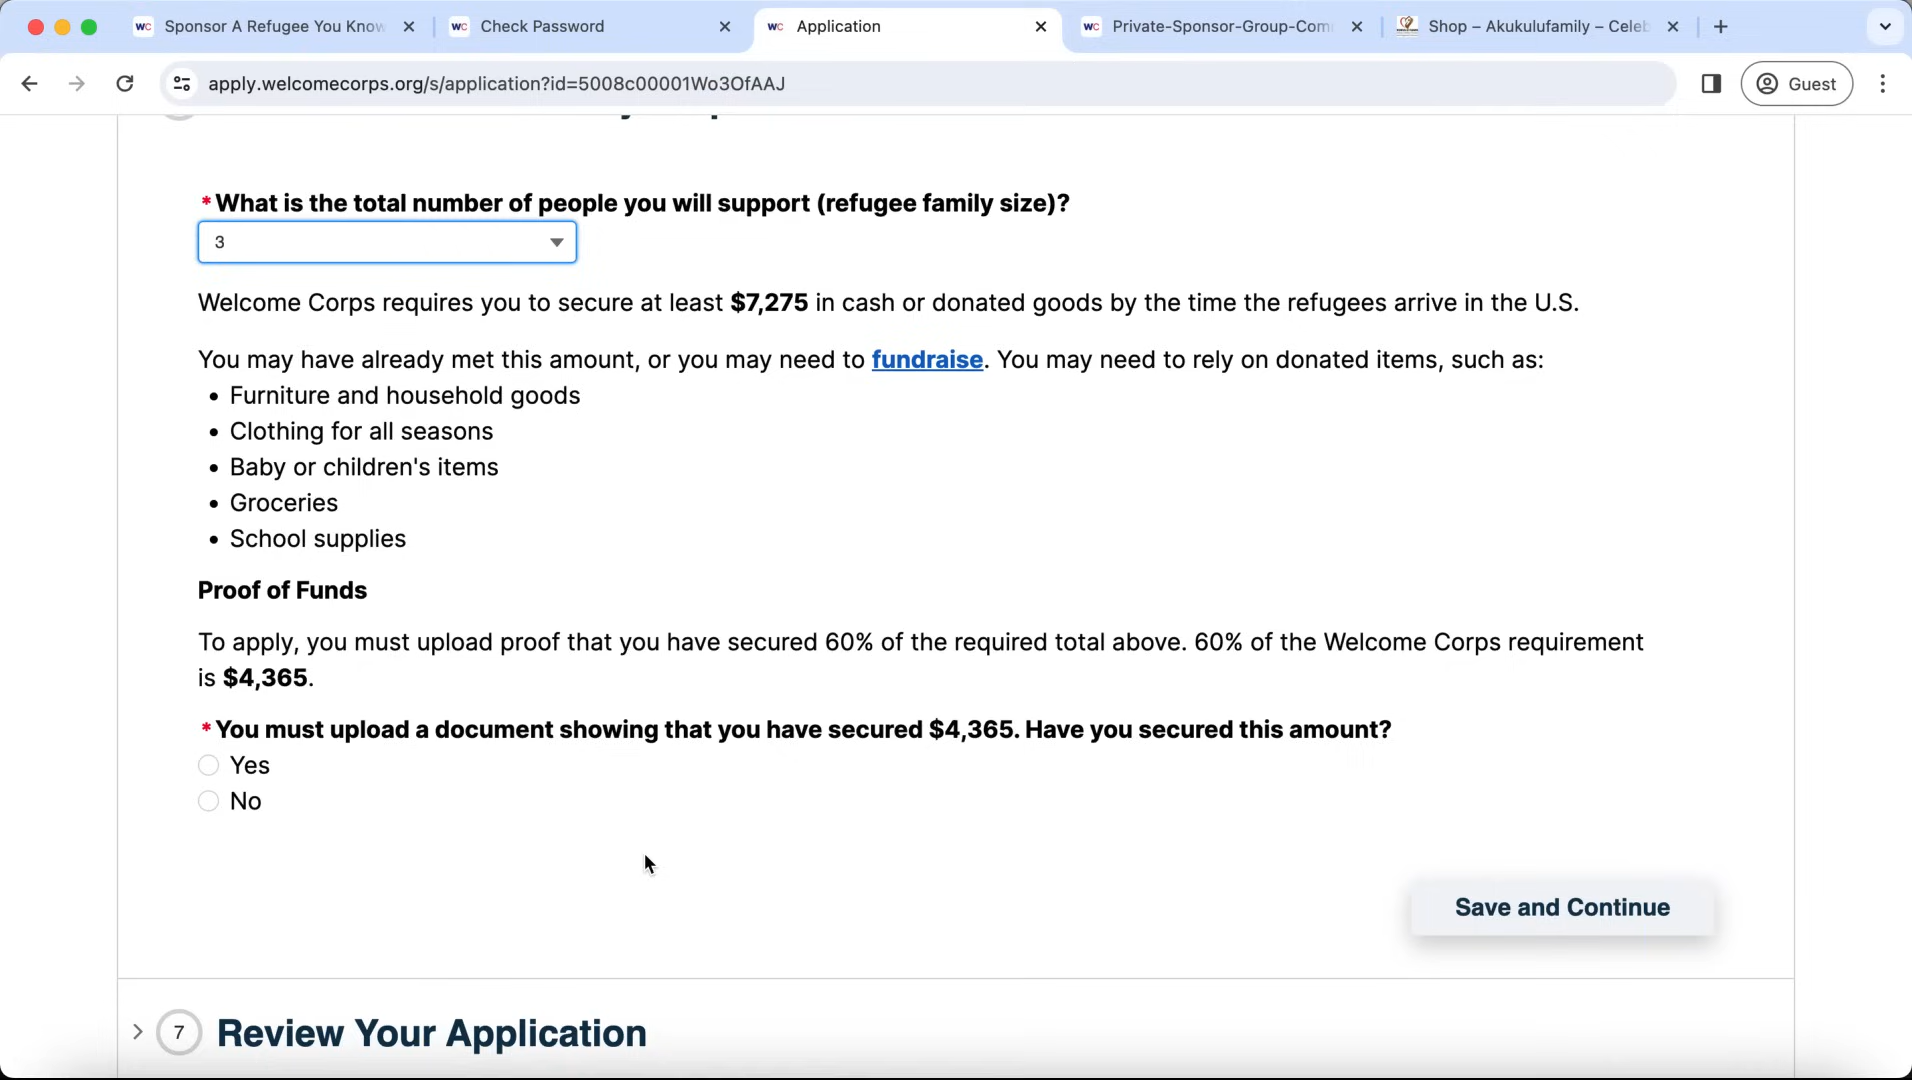 Sponsor A Refugee You Know
Check Password
Application
Private-Sponsor-Group-Com
Shop – Akukulufamily – Celeb
apply.welcomecorps.org/s/application?id=5008c00001Wo3OfAAJ
Guest
*What is the total number of people you will support (refugee family size)?
3
Welcome Corps requires you to secure at least $7,275 in cash or donated goods by the time the refugees arrive in the U.S.
You may have already met this amount, or you may need to fundraise. You may need to rely on donated items, such as:
• Furniture and household goods
• Clothing for all seasons
• Baby or children's items
• Groceries
• School supplies
Proof of Funds
To apply, you must upload proof that you have secured 60% of the required total above. 60% of the Welcome Corps requirement
is $4,365.
*You must upload a document showing that you have secured $4,365. Have you secured this amount?
Yes
No
Save and Continue
7 Review Your Application